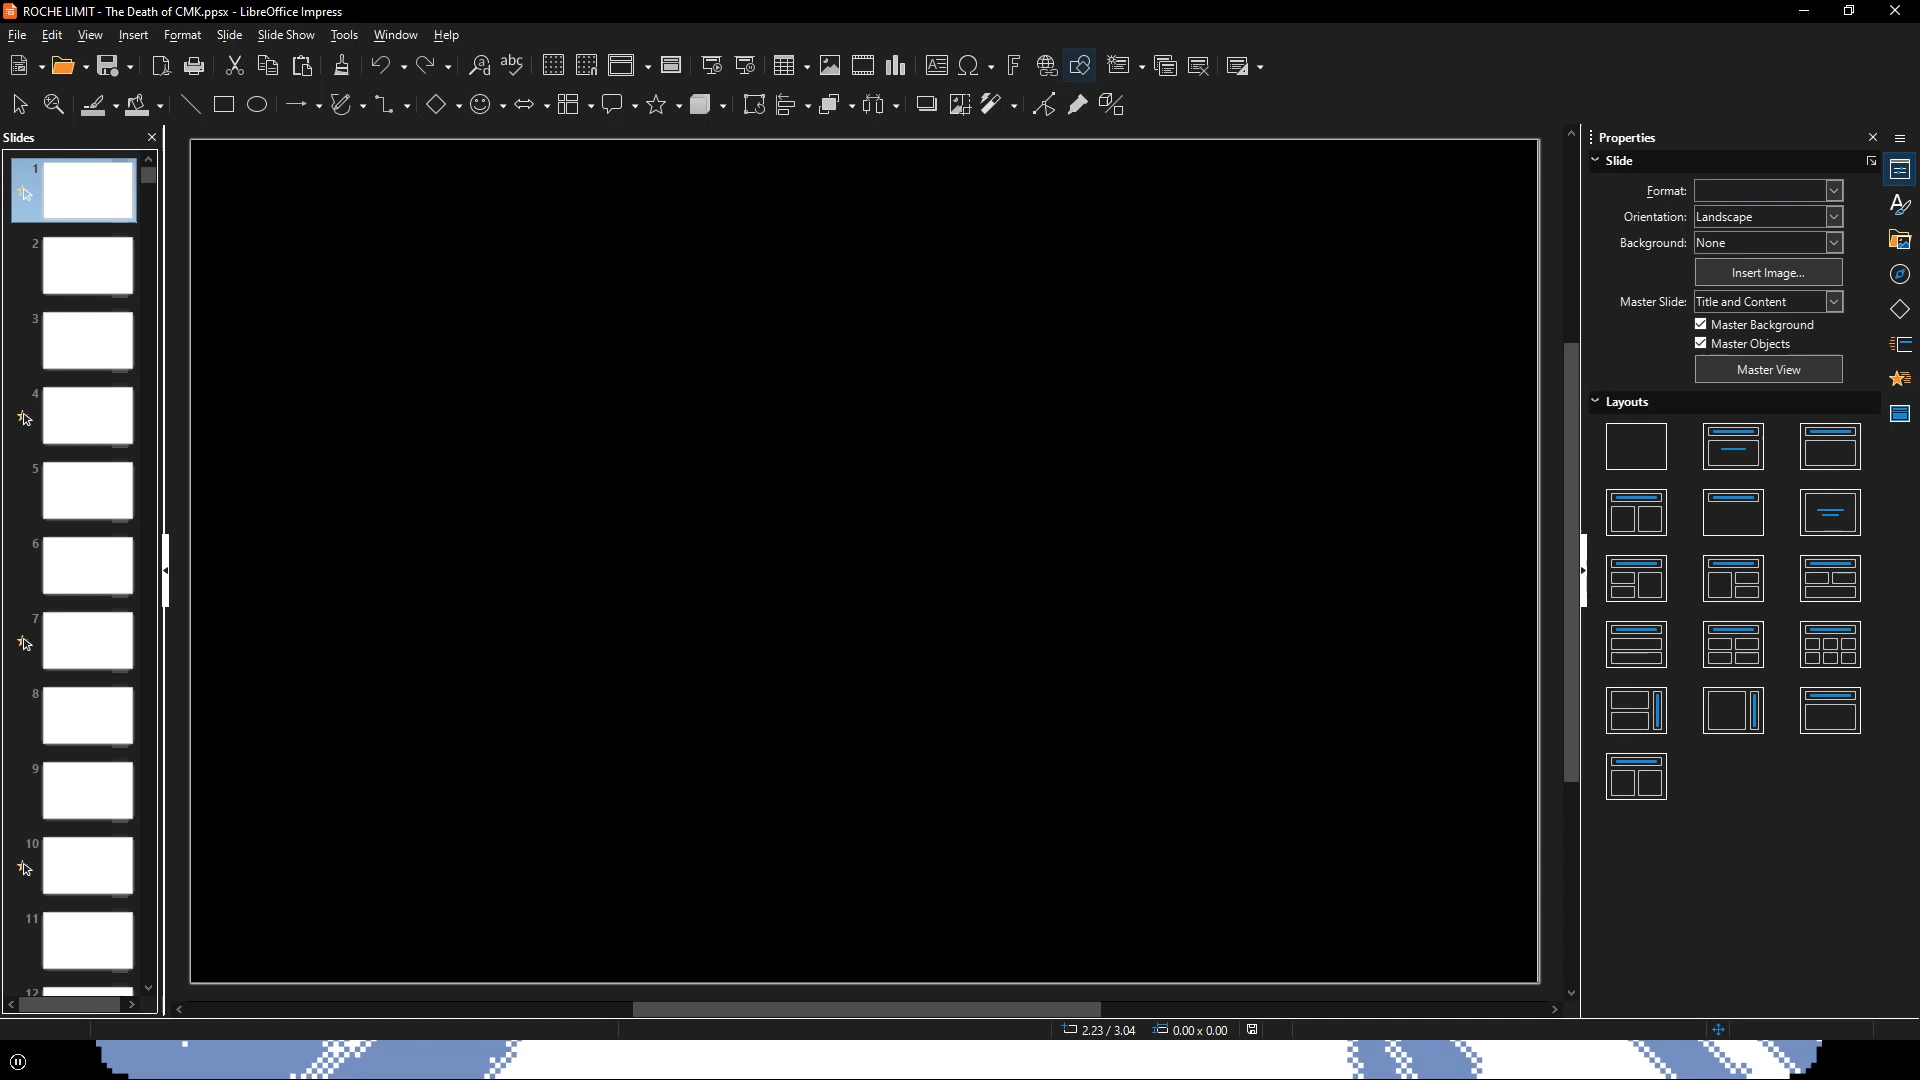 ROCHE LIMIT - The Death of CMK.ppsx - LibreOffice Impress
File Edit View Insert Format Slide Slide Show Tools Window Help
Slides
1
2
3
4
5
6
7
8
9
10
11
12
Properties
Slide
Format:
Orientation: Landscape
Background: None
Insert Image...
Master Slide: Title and Content
Master Background
Master Objects
Master View
Layouts
2.23 / 3.04 0.00 x 0.00